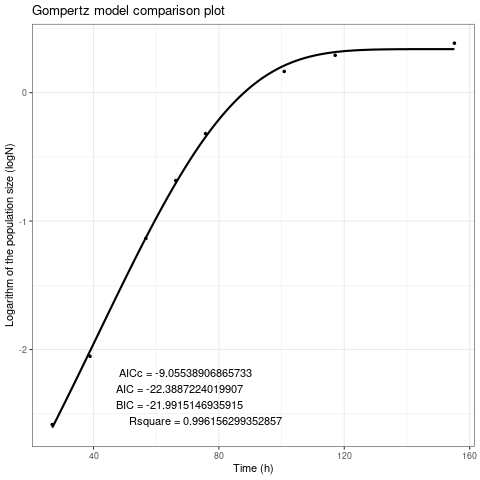 Gompertz model comparison plot
Logarithm of the population size (logN)
0
-1
-2
AICc = -9.05538906865733
AIC = -22.3887224019907
BIC = -21.9915146935915
Rsquare = 0.996156299352857
40 80 120 160
Time (h)